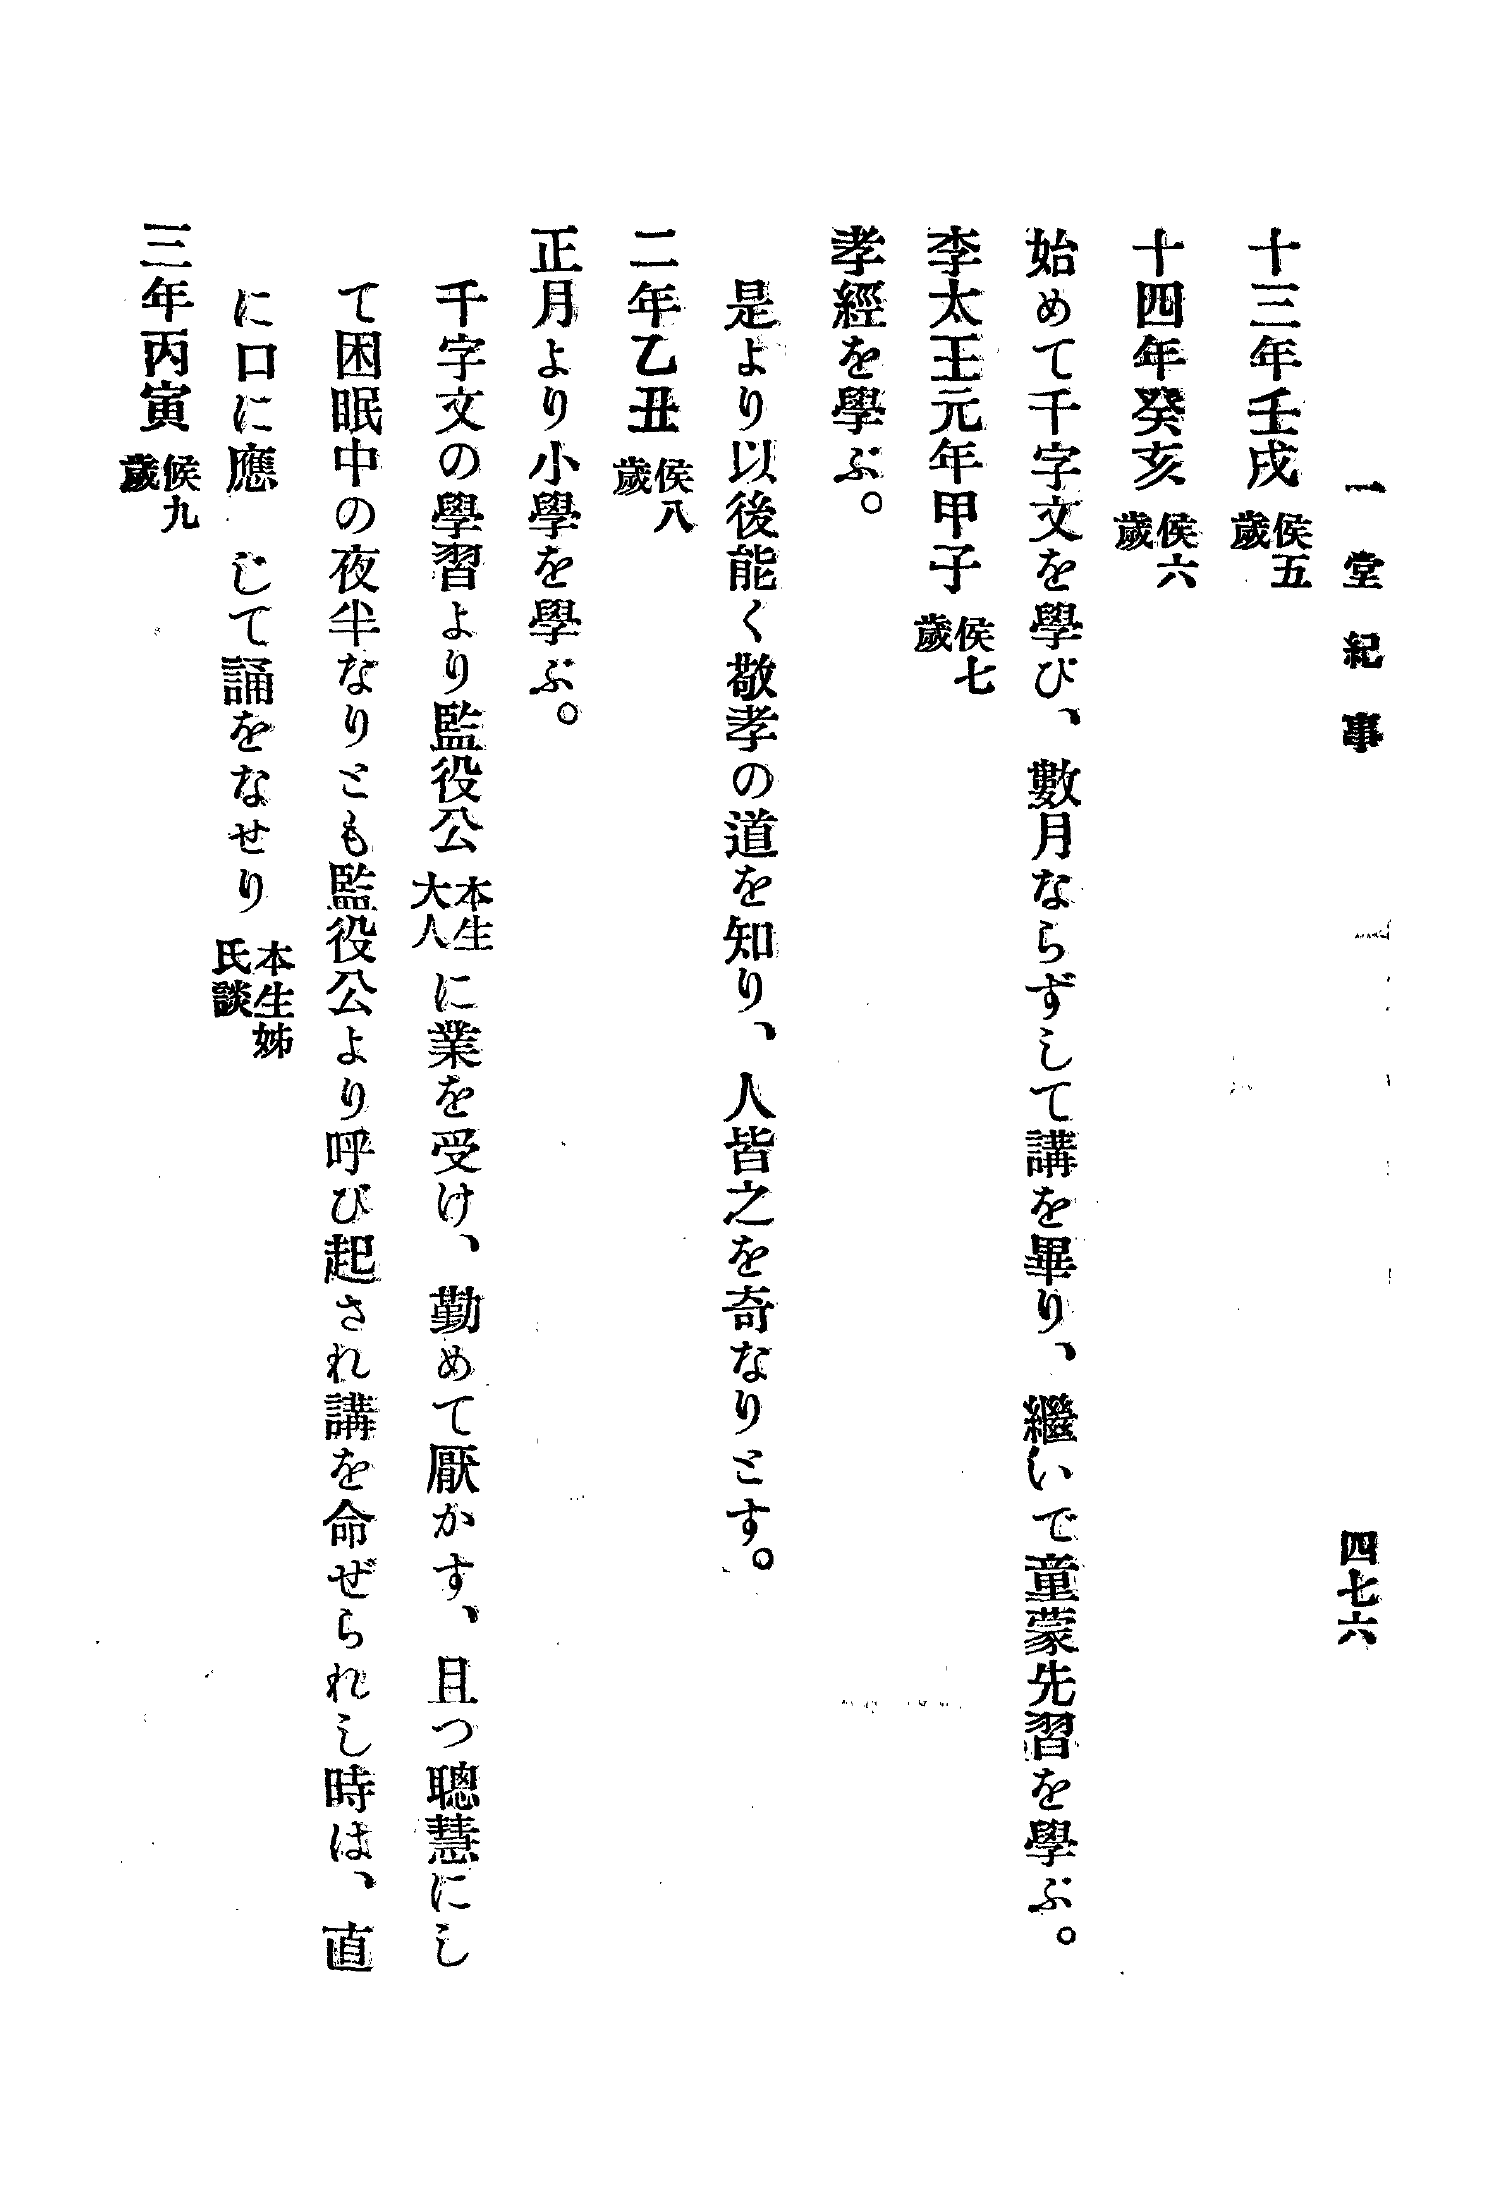 一堂紀事　四七六
十三年壬戌 侯五歲
十四年癸亥 侯六歲
始めて千字文を學び、數月ならずして講を畢り、繼いで童蒙先習を學ぶ。
李太王元年甲子 侯七歲
孝經を學ぶ。
是より以後能く敬孝の道を知り、人皆之を奇なりとす。
二年乙丑 侯八歲
正月より小學を學ぶ。
千字文の學習より監役公 本生大人 に業を受け、勤めて厭かす、且つ聰慧にし
て困眠中の夜半なりとも監役公より呼び起され講を命ぜられし時は、直
に口に應じて誦をなせり 本生姊氏談
三年丙寅 侯九歲